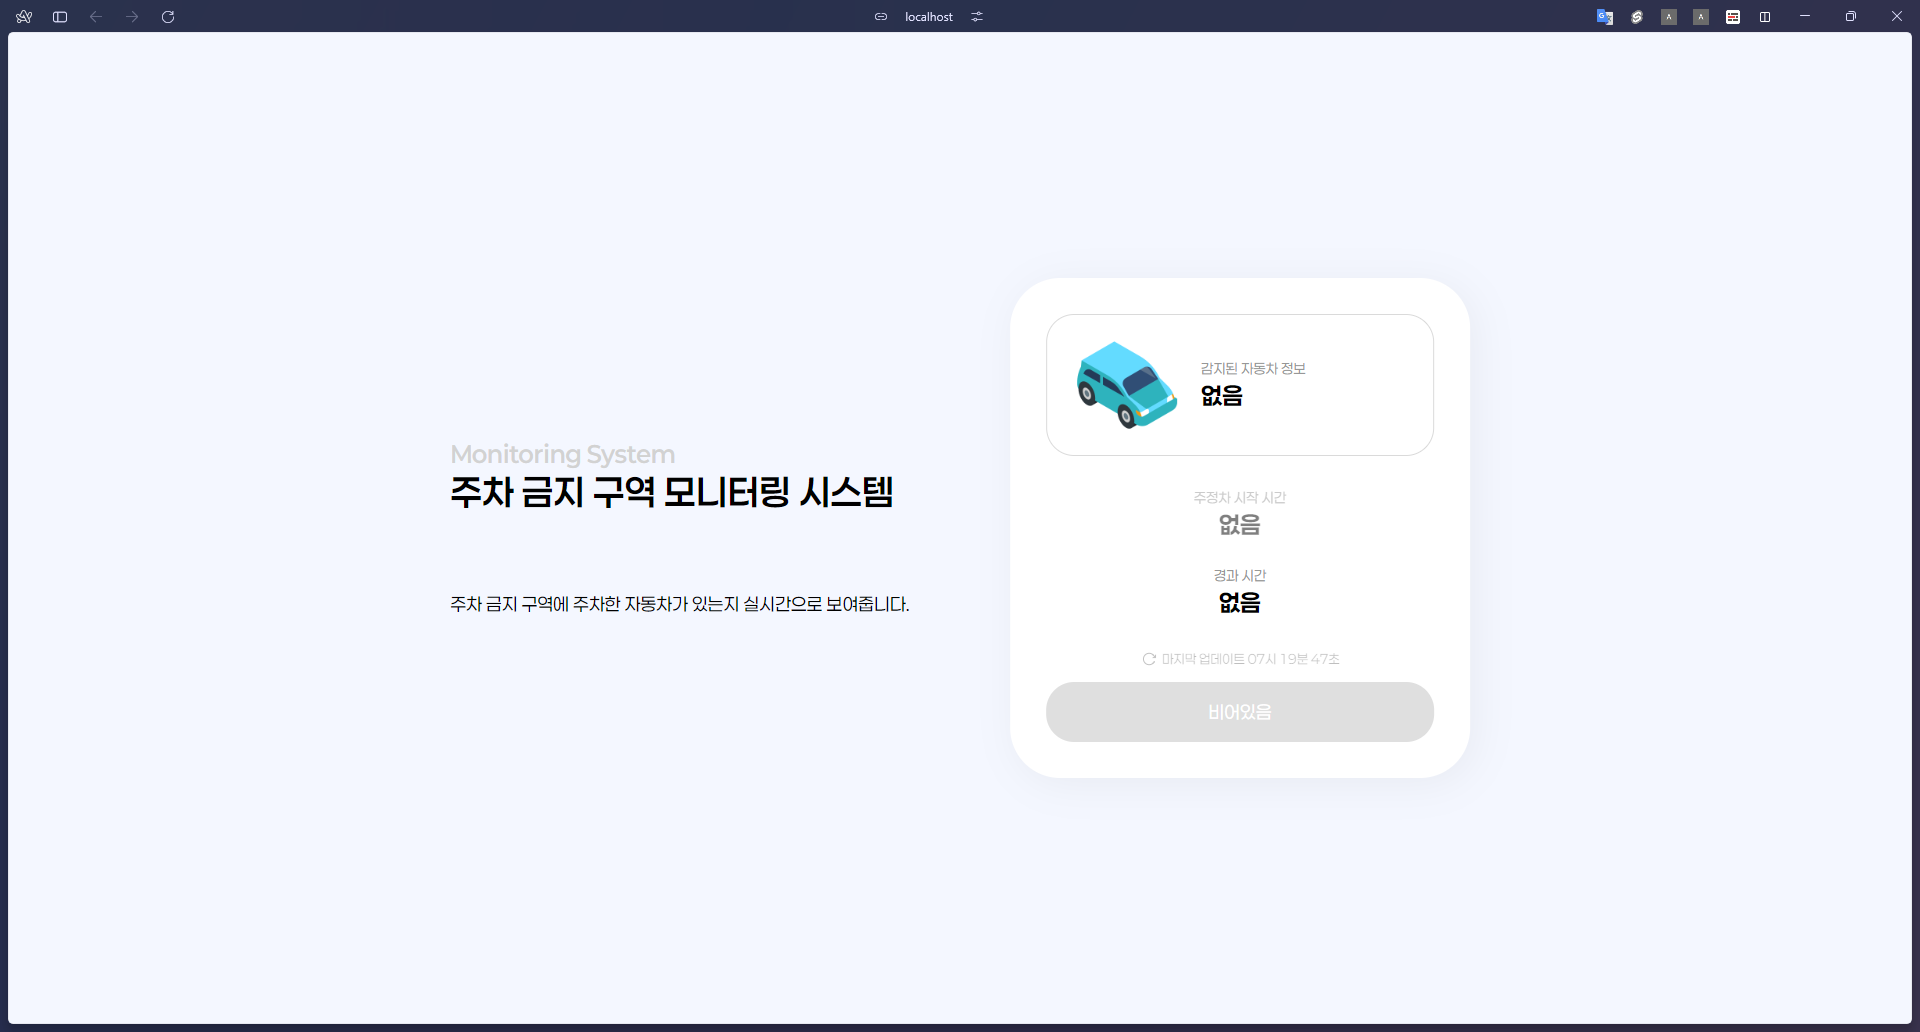 localhost
Monitoring System
주차 금지 구역 모니터링 시스템
주차 금지 구역에 주차한 자동차가 있는지 실시간으로 보여줍니다.
감지된 자동차 정보
없음
주정차 시작 시간
없음
경과 시간
없음
마지막 업데이트 07시 19분 47초
비어있음